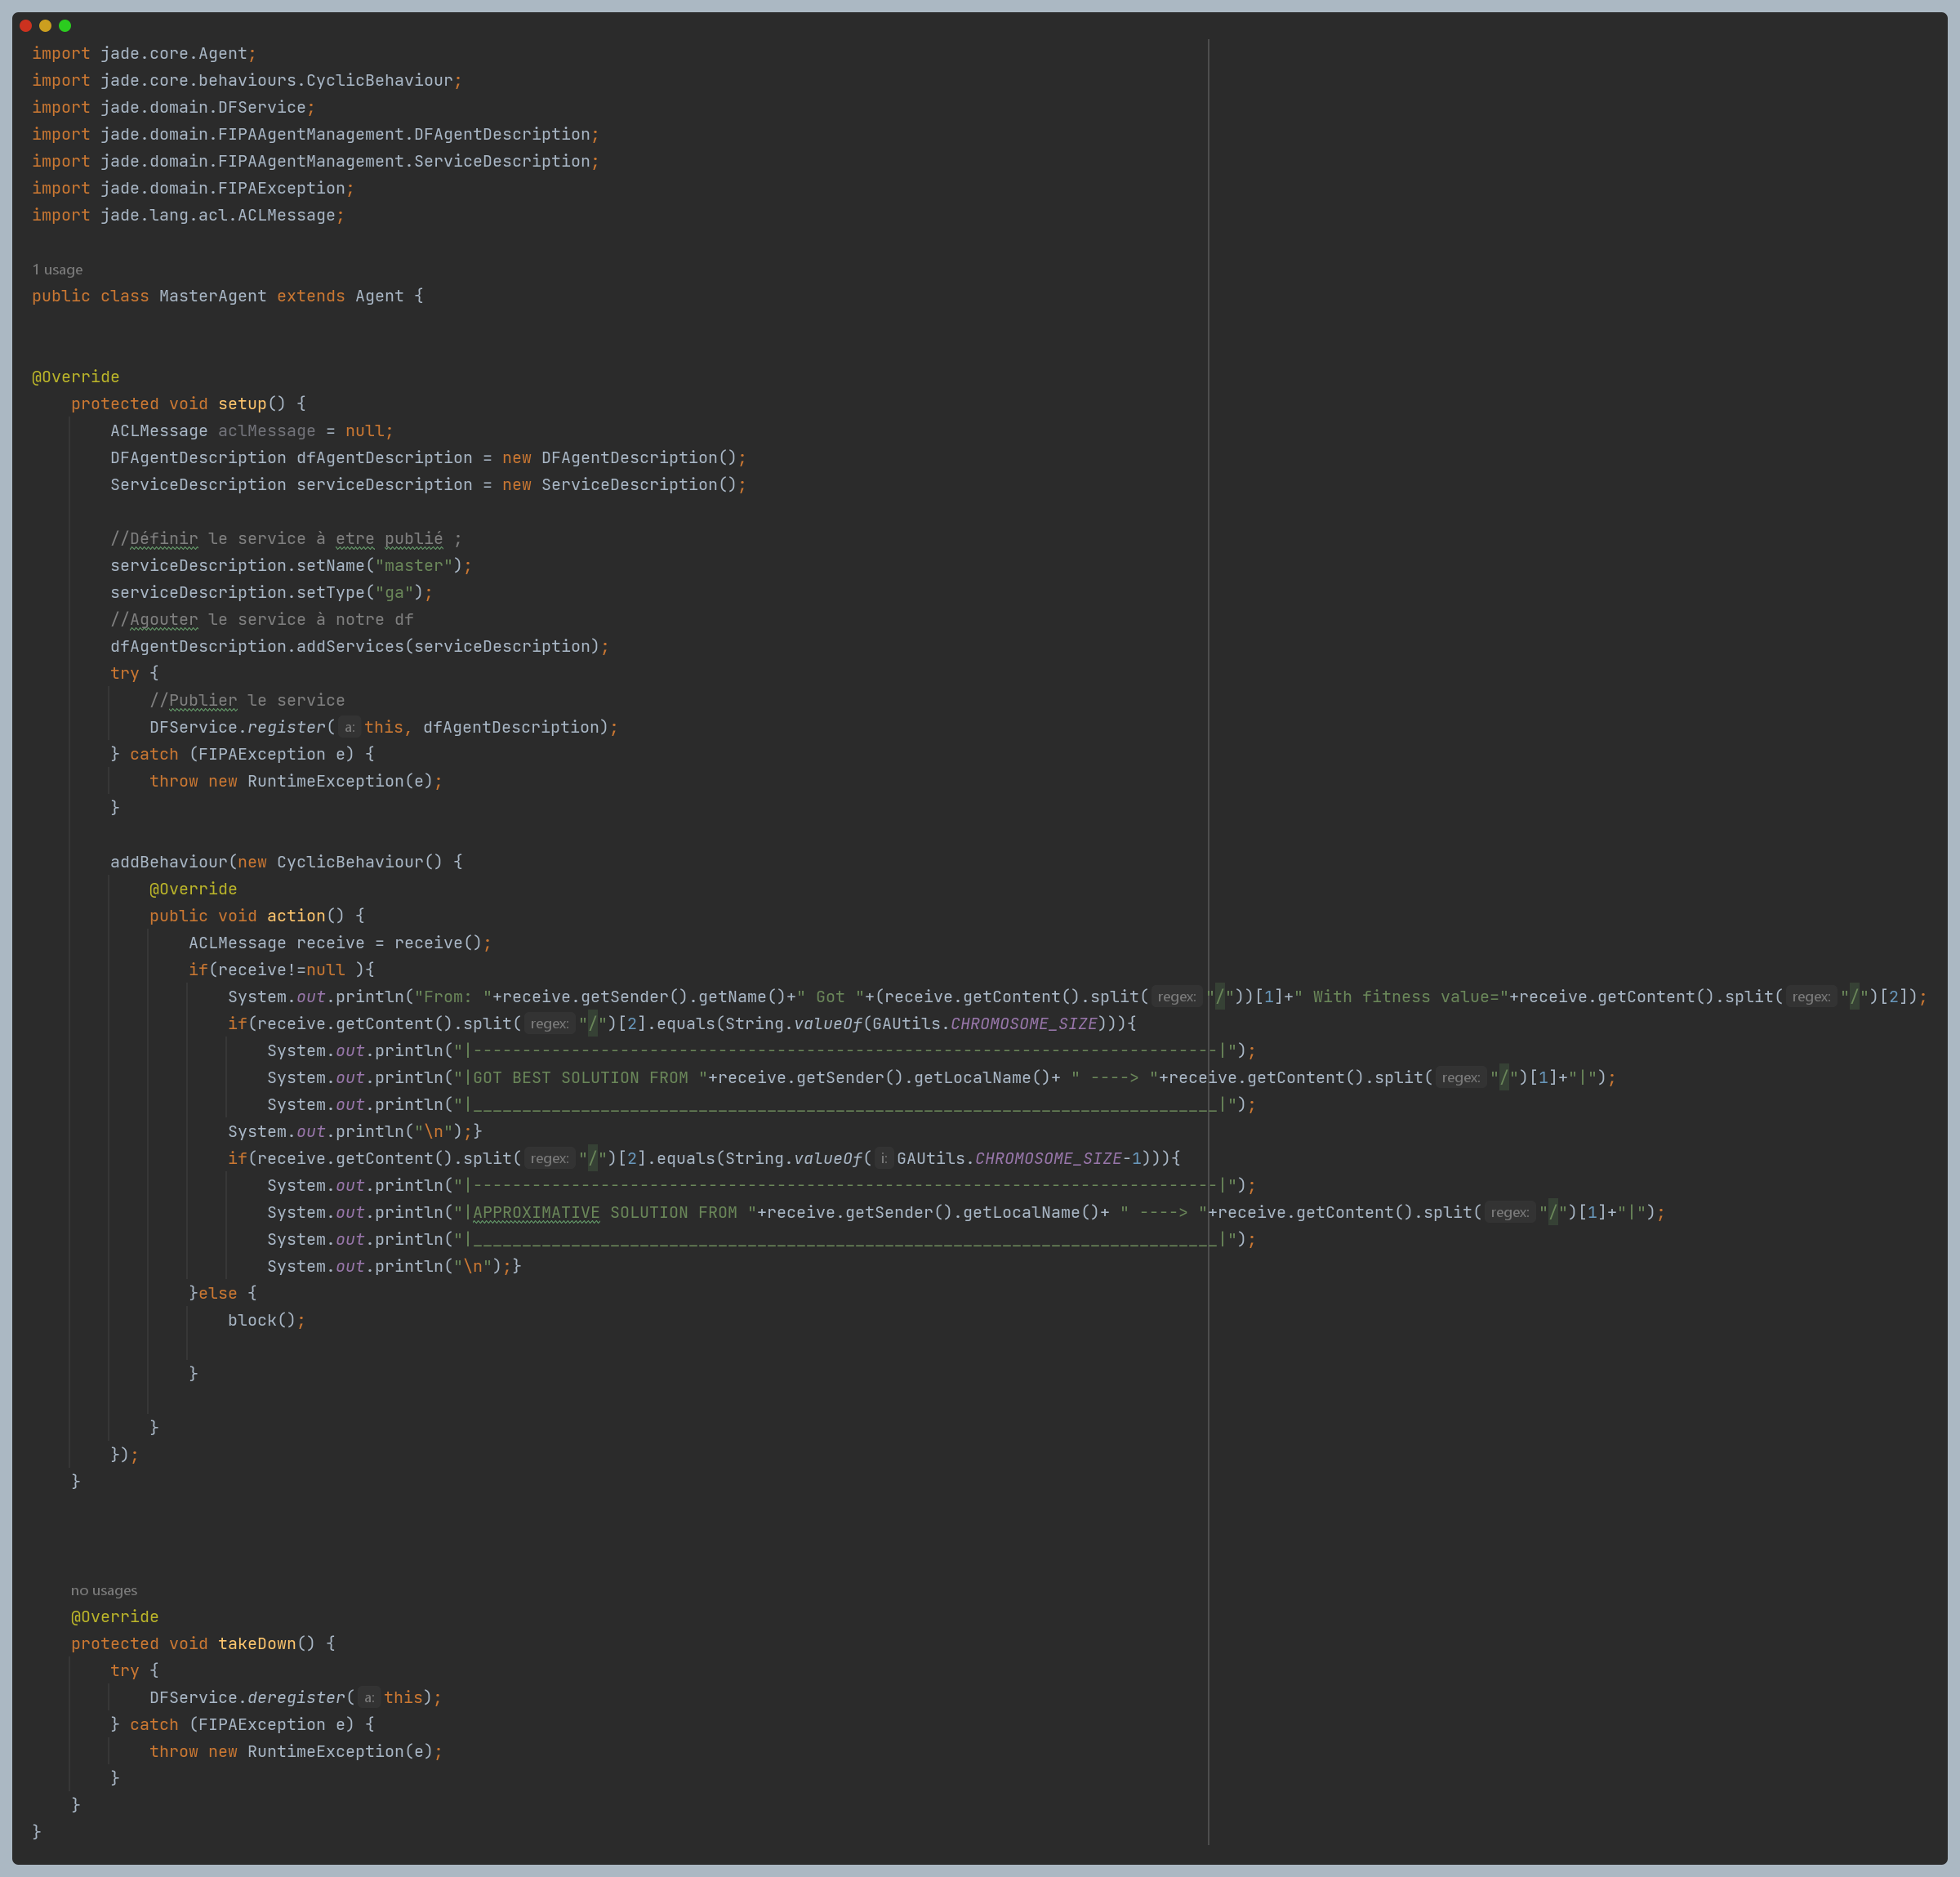 import jade.core.Agent;
import jade.core.behaviours.CyclicBehaviour;
import jade.domain.DFService;
import jade.domain.FIPAAgentManagement.DFAgentDescription;
import jade.domain.FIPAAgentManagement.ServiceDescription;
import jade.domain.FIPAException;
import jade.lang.acl.ACLMessage;
1 usage
public class MasterAgent extends Agent {
@Override
protected void setup() {
ACLMessage aclMessage = null;
DFAgentDescription dfAgentDescription = new DFAgentDescription();
ServiceDescription serviceDescription = new ServiceDescription();
//Définir le service à etre publié ;
serviceDescription.setName("master");
serviceDescription.setType("ga");
//Agouter le service à notre df
dfAgentDescription.addServices(serviceDescription);
try {
//Publier le service
DFService.register( a: this, dfAgentDescription);
} catch (FIPAException e) {
throw new RuntimeException(e);
}
addBehaviour(new CyclicBehaviour() {
@Override
public void action() {
ACLMessage receive = receive();
if(receive!=null ){
System.out.println("From: "+receive.getSender().getName()+" Got "+(receive.getContent().split( regex: "/"))[1]+" With fitness value="+receive.getContent().split( regex: "/")[2]);
if(receive.getContent().split( regex: "/")[2].equals(String.valueOf(GAUtils.CHROMOSOME_SIZE))){
System.out.println("|----------------------------------------------------------------------------|");
System.out.println("|GOT BEST SOLUTION FROM "+receive.getSender().getLocalName()+ " ----> "+receive.getContent().split( regex: "/")[1]+"|");
System.out.println("|____________________________________________________________________________|");
System.out.println("\n");}
if(receive.getContent().split( regex: "/")[2].equals(String.valueOf( i: GAUtils.CHROMOSOME_SIZE-1))){
System.out.println("|----------------------------------------------------------------------------|");
System.out.println("|APPROXIMATIVE SOLUTION FROM "+receive.getSender().getLocalName()+ " ----> "+receive.getContent().split( regex: "/")[1]+"|");
System.out.println("|____________________________________________________________________________|");
System.out.println("\n");}
}else {
block();
}
}
});
}
no usages
@Override
protected void takeDown() {
try {
DFService.deregister( a: this);
} catch (FIPAException e) {
throw new RuntimeException(e);
}
}
}